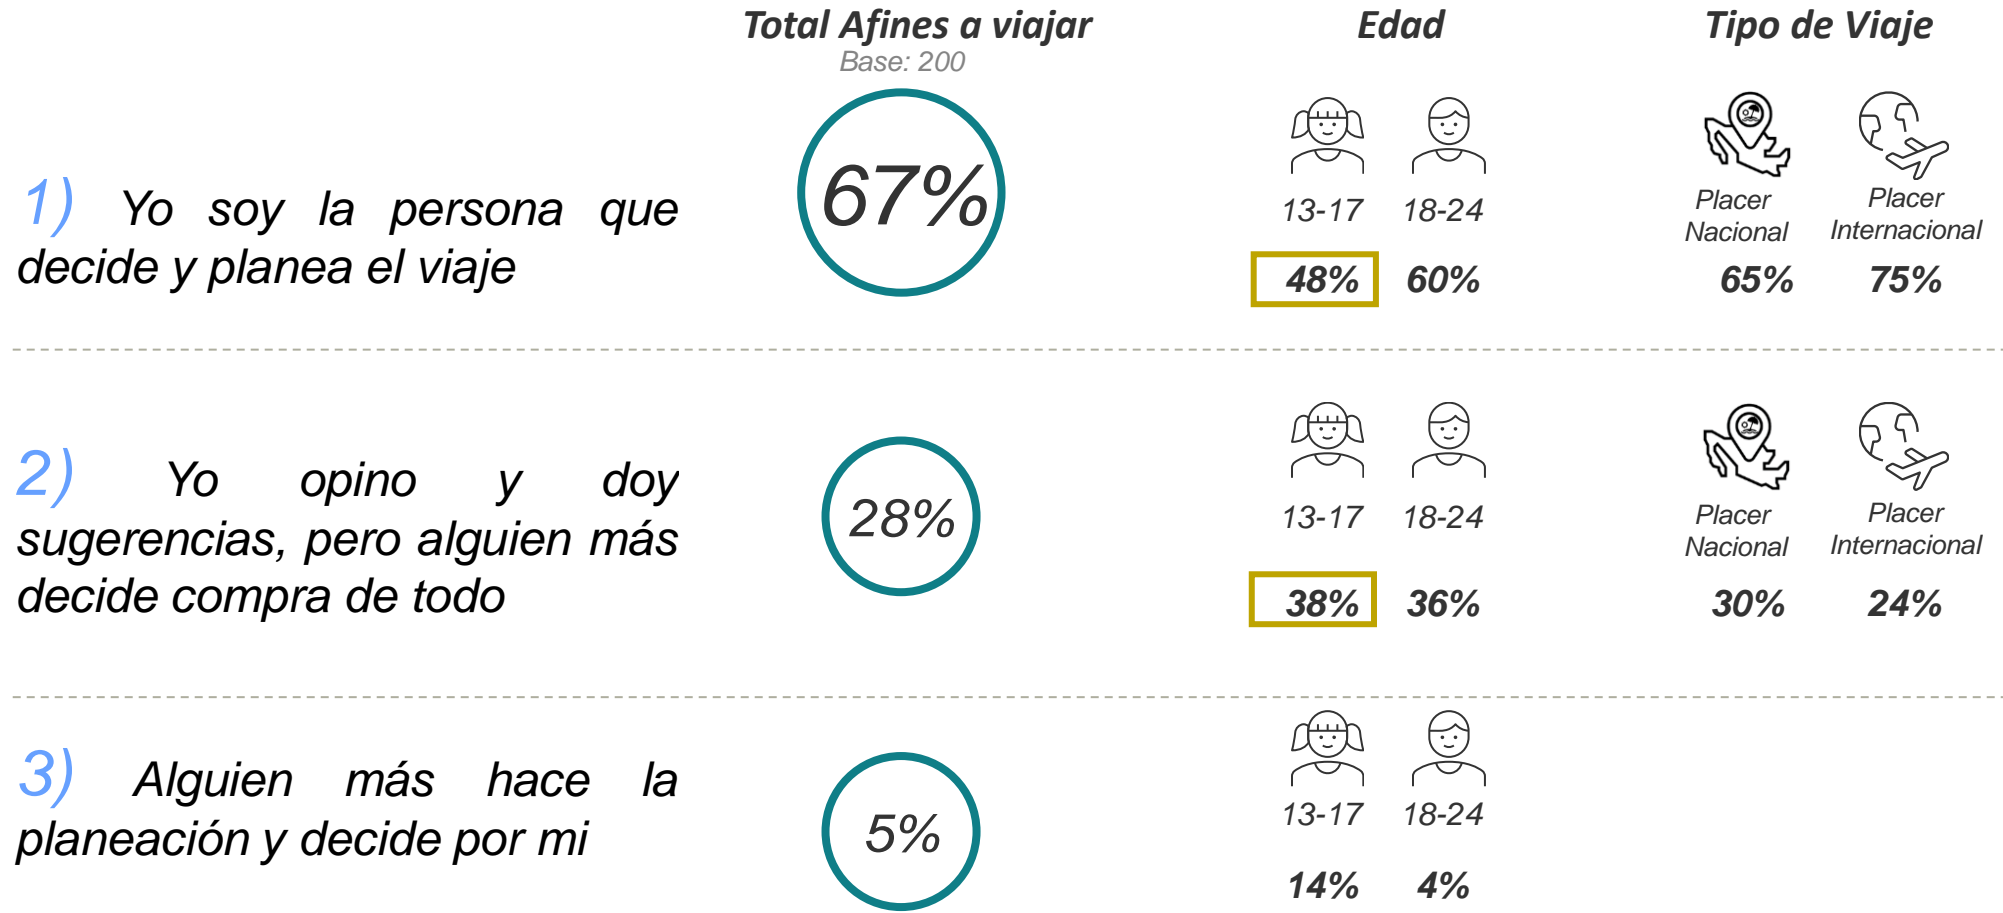 Total Afines a viajar
Base: 200
Edad
Tipo de Viaje
1) Yo soy la persona que
decide y planea el viaje
67%
13-17 18-24
48% 60%
Placer
Nacional
Placer
Internacional
65% 75%
2) Yo opino y doy
sugerencias, pero alguien más
decide compra de todo
28%
13-17 18-24
38% 36%
Placer
Nacional
Placer
Internacional
30% 24%
3) Alguien más hace la
planeación y decide por mi
5%
13-17 18-24
14% 4%